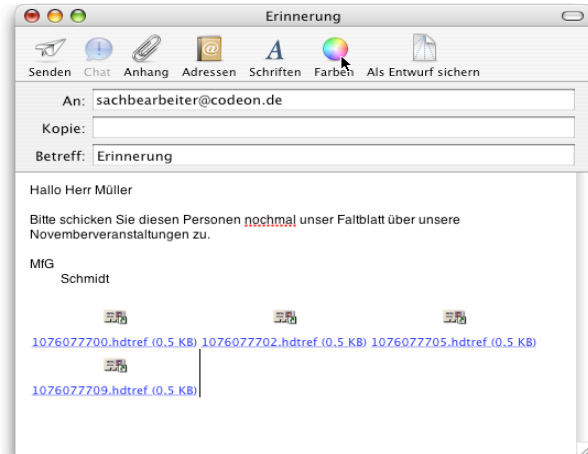 Erinnerung
Senden Chat Anhang Adressen Schriften Farben Als Entwurf sichern
An: sachbearbeiter@codeon.de
Kopie:
Betreff: Erinnerung
Hallo Herr Müller
Bitte schicken Sie diesen Personen nochmal unser Faltblatt über unsere
Novemberveranstaltungen zu.
MfG
Schmidt
1076077700.hdtref (0,5 KB) 1076077702.hdtref (0,5 KB) 1076077705.hdtref (0,5 KB)
1076077709.hdtref (0,5 KB)